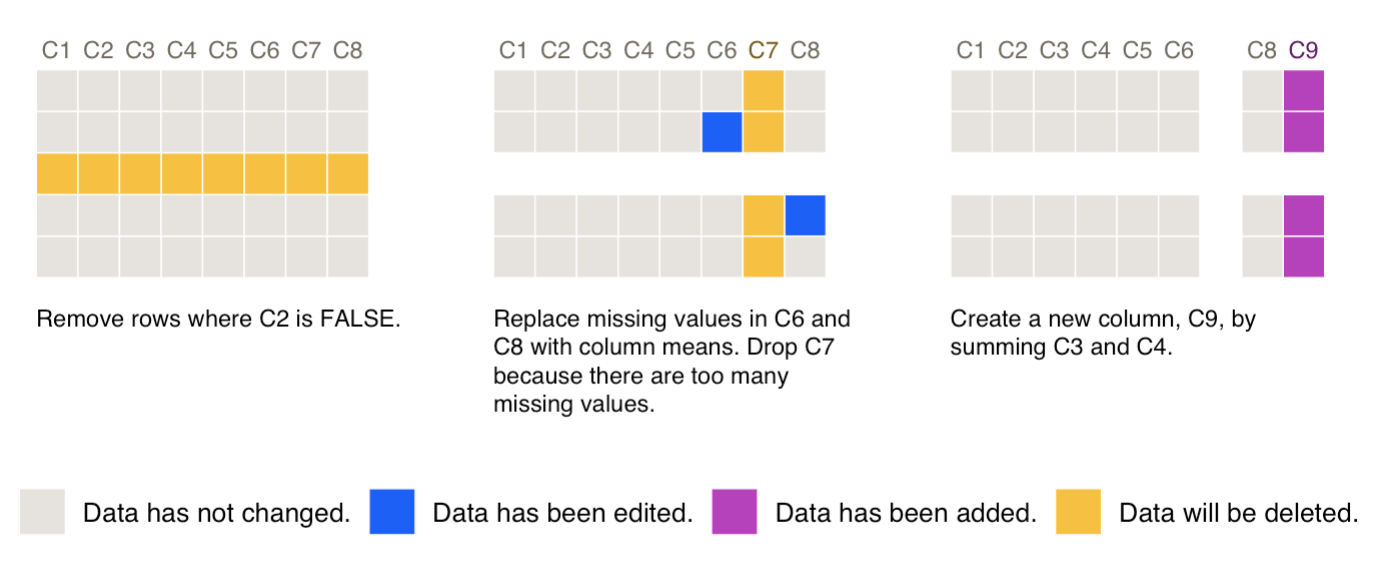 C1 C2 C3 C4 C5 C6 C7 C8
Remove rows where C2 is FALSE.
C1 C2 C3 C4 C5 C6 C7 C8
Replace missing values in C6 and
C8 with column means. Drop C7
because there are too many
missing values.
C1 C2 C3 C4 C5 C6 C8 C9
Create a new column, C9, by
summing C3 and C4.
Data has not changed.
Data has been edited.
Data has been added.
Data will be deleted.